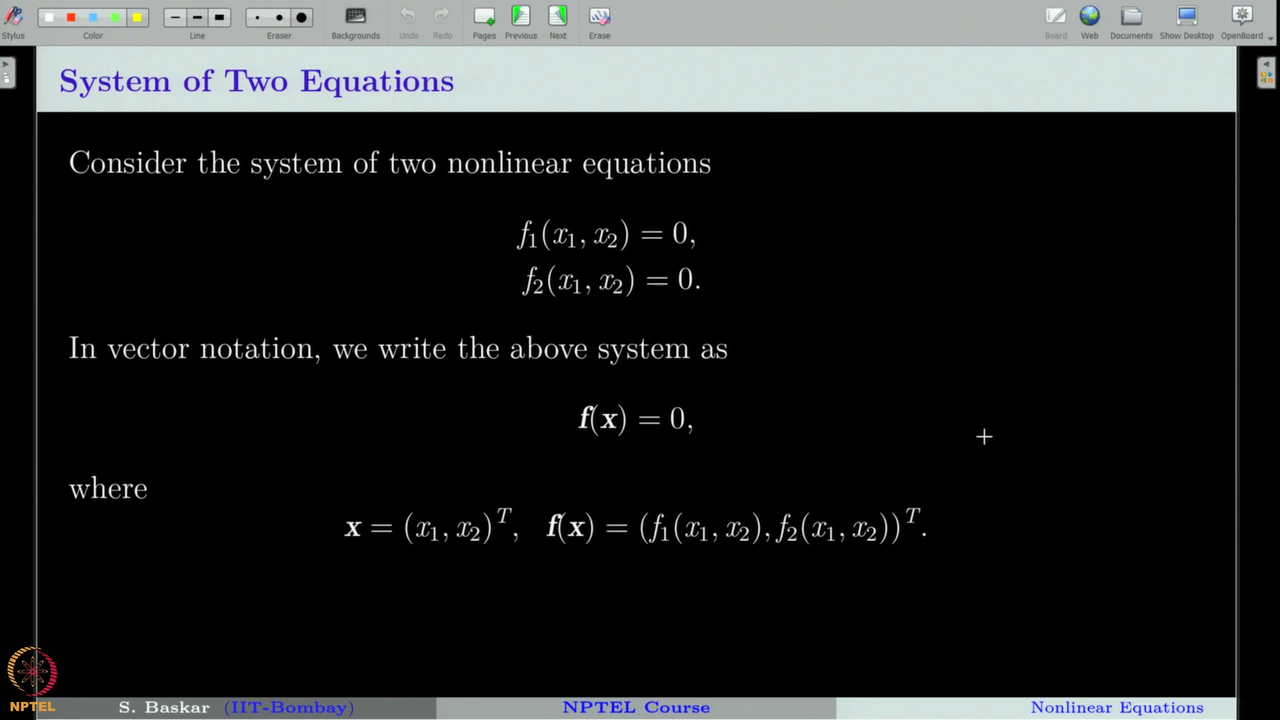 Stylus
Color
Line
Eraser
Backgrounds
Undo
Redo
Pages
Previous
Next
Erase
Board
Web
Documents
Show Desktop
OpenBoard
System of Two Equations
Consider the system of two nonlinear equations
f₁(x₁, x₂) = 0,
f₂(x₁, x₂) = 0.
In vector notation, we write the above system as
f(x) = 0,
where
x = (x₁, x₂)ᵀ, f(x) = (f₁(x₁, x₂), f₂(x₁, x₂))ᵀ.
NPTEL
S. Baskar (IIT-Bombay)
NPTEL Course
Nonlinear Equations